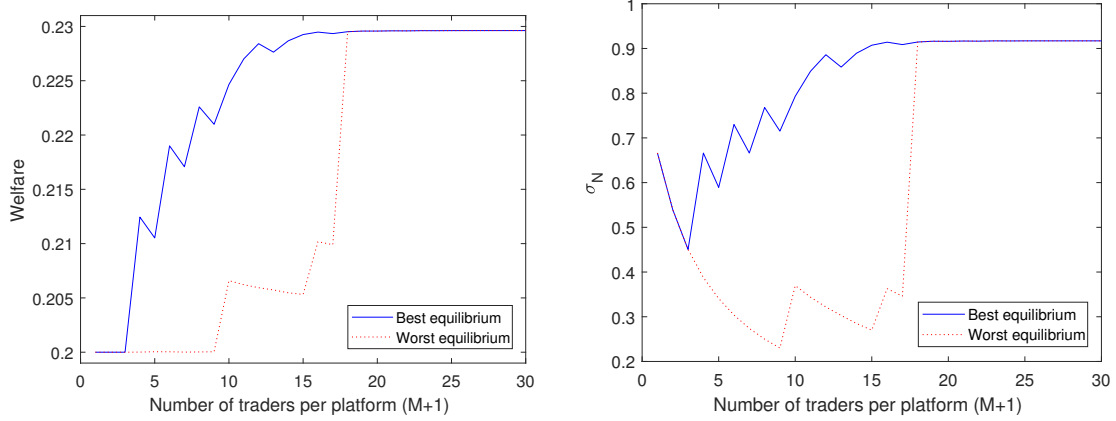 0.23
0.225
0.22
0.215
0.21
0.205
0.2
Welfare
0 5 10 15 20 25 30
Number of traders per platform (M+1)
Best equilibrium
Worst equilibrium
1
0.9
0.8
0.7
0.6
0.5
0.4
0.3
0.2
σN
0 5 10 15 20 25 30
Number of traders per platform (M+1)
Best equilibrium
Worst equilibrium